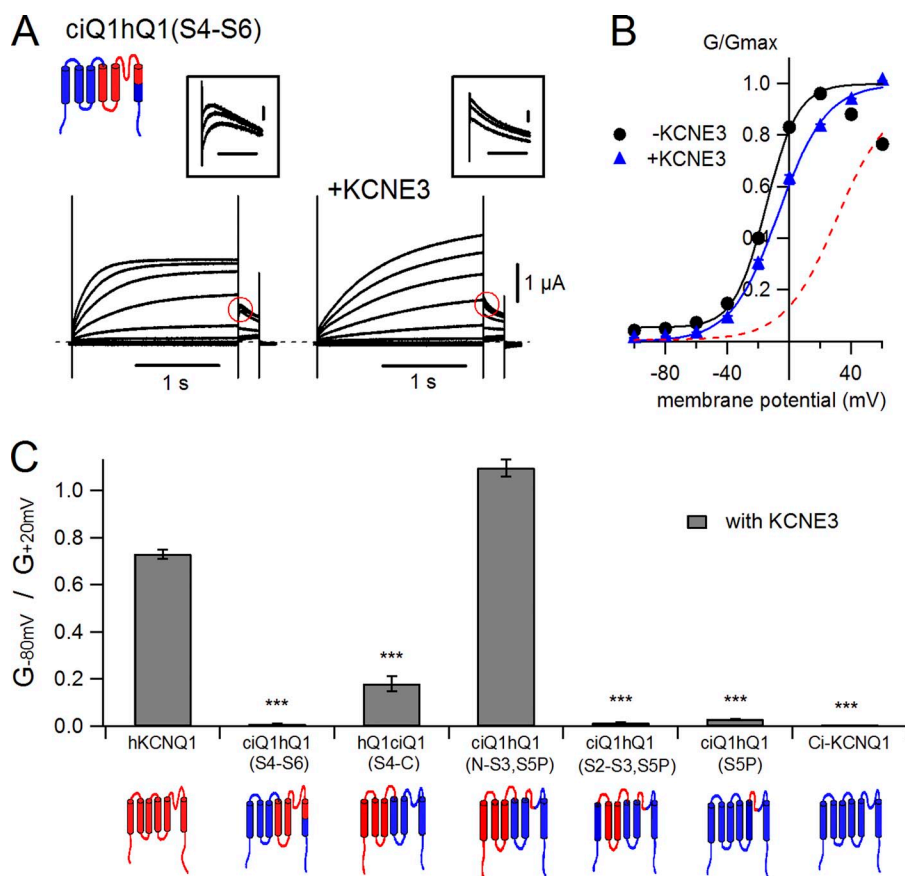 A
ciQ1hQ1(S4-S6)
+KCNE3
1 µA
1 s
1 s
B
G/Gmax
1.0
0.8
0.6
0.4
0.2
-KCNE3
+KCNE3
-80
-40
0
40
membrane potential (mV)
C
G-80mV / G+20mV
1.0
0.8
0.6
0.4
0.2
0.0
with KCNE3
***
***
***
***
***
hKCNQ1
ciQ1hQ1
(S4-S6)
hQ1ciQ1
(S4-C)
ciQ1hQ1
(N-S3,S5P)
ciQ1hQ1
(S2-S3,S5P)
ciQ1hQ1
(S5P)
Ci-KCNQ1